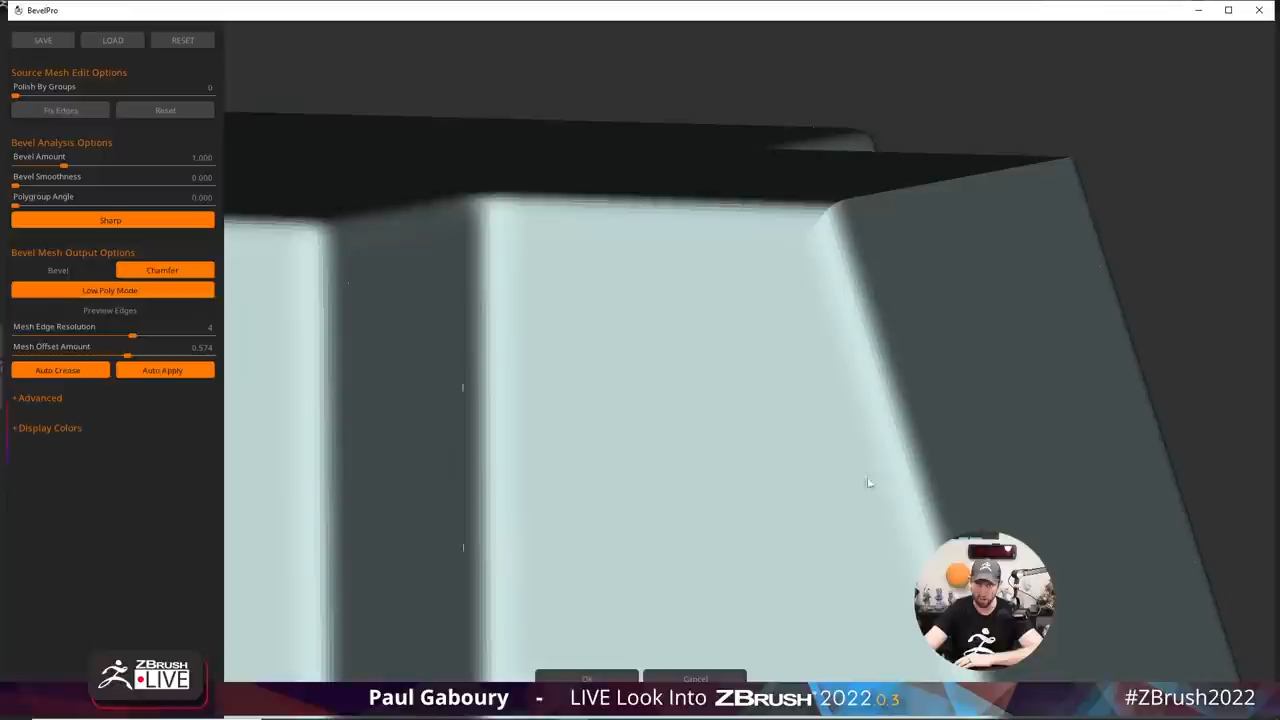 BevelPro
SAVE LOAD RESET
Source Mesh Edit Options
Polish By Groups 0
Fix Edges Reset
Bevel Analysis Options
Bevel Amount 1.000
Bevel Smoothness 0.000
Polygroup Angle 0.000
Sharp
Bevel Mesh Output Options
Bevel Chamfer
Low Poly Mode
Preview Edges
Mesh Edge Resolution 4
Mesh Offset Amount 0.574
Auto Crease Auto Apply
+Advanced
+Display Colors
Ok Cancel
ZBRUSH
LIVE
Paul Gaboury - LIVE Look Into ZBRUSH 2022 0.3 #ZBrush2022